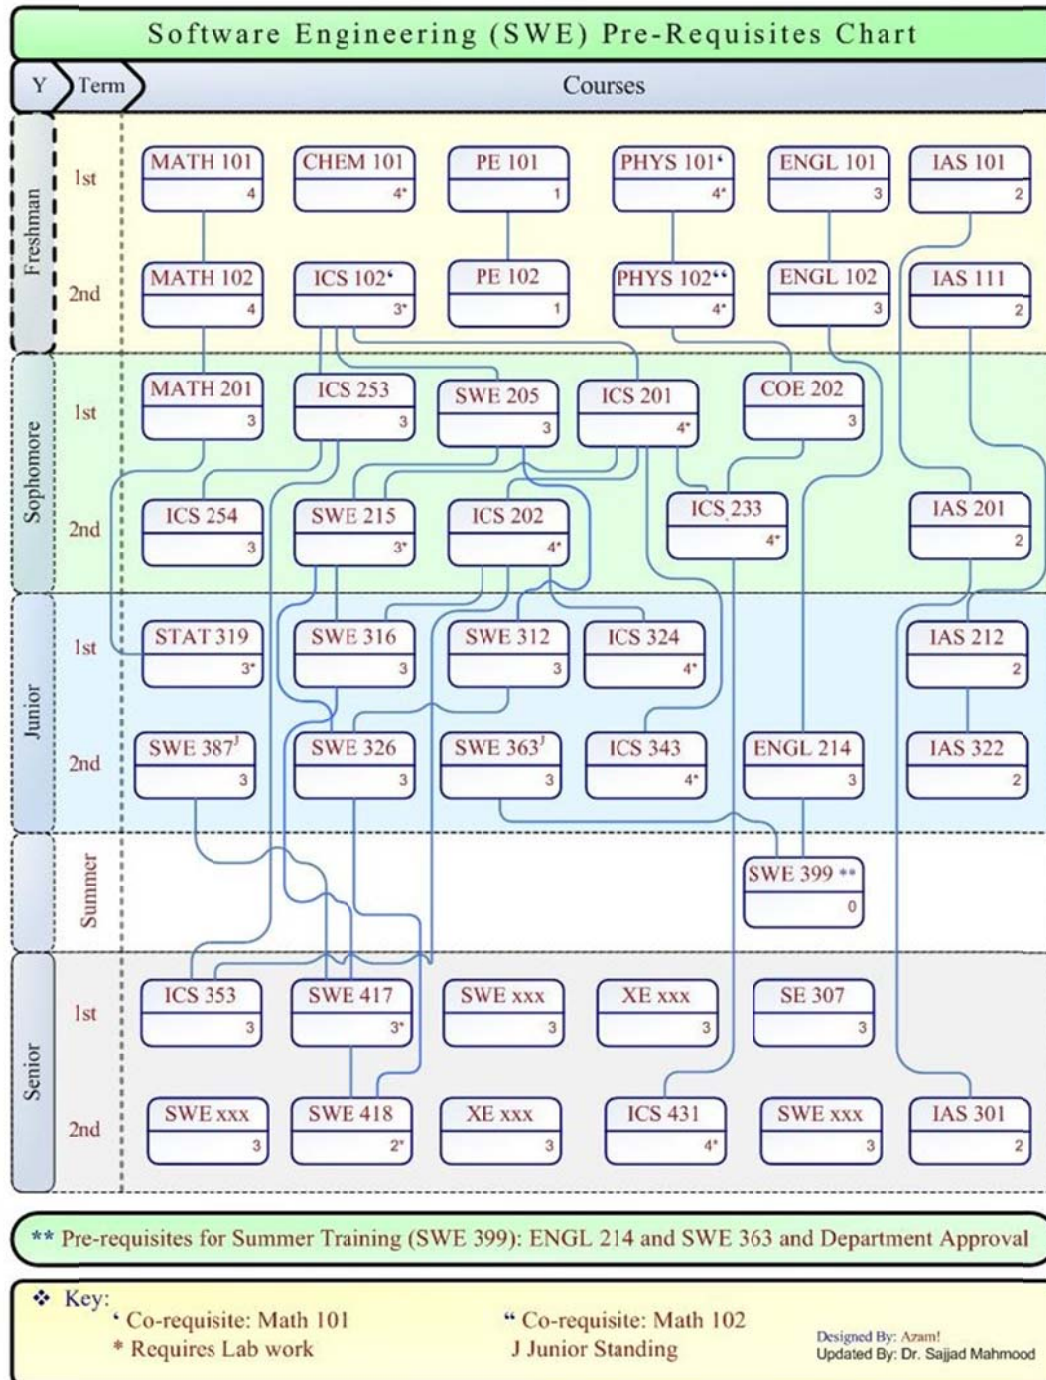 Software Engineering (SWE) Pre-Requisites Chart
Y Term Courses
Freshman
1st
MATH 101 CHEM 101 PE 101 PHYS 101‘ ENGL 101 IAS 101
4 4* 1 4* 3 2
2nd
MATH 102 ICS 102‘ PE 102 PHYS 102‘‘ ENGL 102 IAS 111
4 3* 1 4* 3 2
Sophomore
1st
MATH 201 ICS 253 SWE 205 ICS 201 COE 202
3 3 3 4* 3
2nd
ICS 254 SWE 215 ICS 202 ICS 233 IAS 201
3 3* 4* 4* 2
Junior
1st
STAT 319 SWE 316 SWE 312 ICS 324 IAS 212
3* 3 3 4* 2
2nd
SWE 387J SWE 326 SWE 363J ICS 343 ENGL 214 IAS 322
3 3 3 4* 3 2
Summer
SWE 399 **
0
Senior
1st
ICS 353 SWE 417 SWE xxx XE xxx SE 307
3 3* 3 3 3
2nd
SWE xxx SWE 418 XE xxx ICS 431 SWE xxx IAS 301
3 2* 3 4* 3 2
** Pre-requisites for Summer Training (SWE 399): ENGL 214 and SWE 363 and Department Approval
❖ Key:
‘ Co-requisite: Math 101 “ Co-requisite: Math 102
* Requires Lab work J Junior Standing
Designed By: Azam!
Updated By: Dr. Sajjad Mahmood